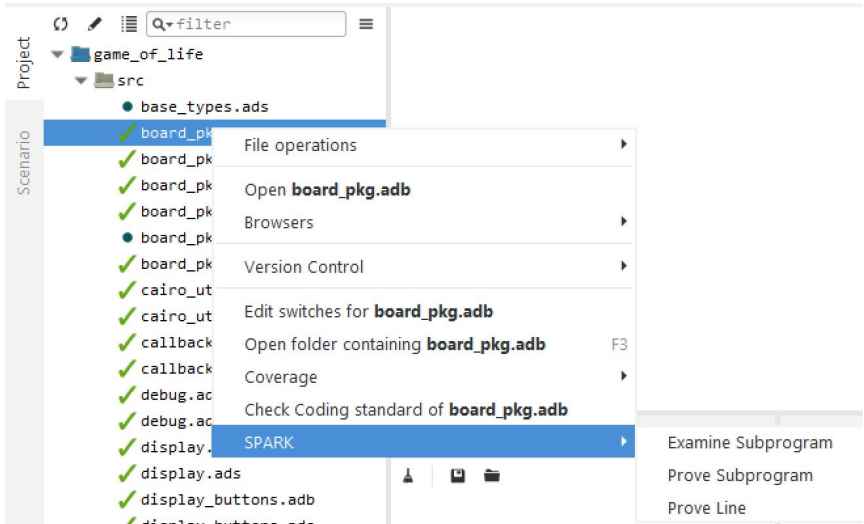 filter
Project
Scenario
game_of_life
src
base_types.ads
board_pk
board_pk
board_pk
board_pk
board_pk
board_pk
cairo_ut
cairo_ut
callback
callback
debug.ad
debug.ad
display.
display.ads
display_buttons.adb
File operations
Open board_pkg.adb
Browsers
Version Control
Edit switches for board_pkg.adb
Open folder containing board_pkg.adb F3
Coverage
Check Coding standard of board_pkg.adb
SPARK
Examine Subprogram
Prove Subprogram
Prove Line